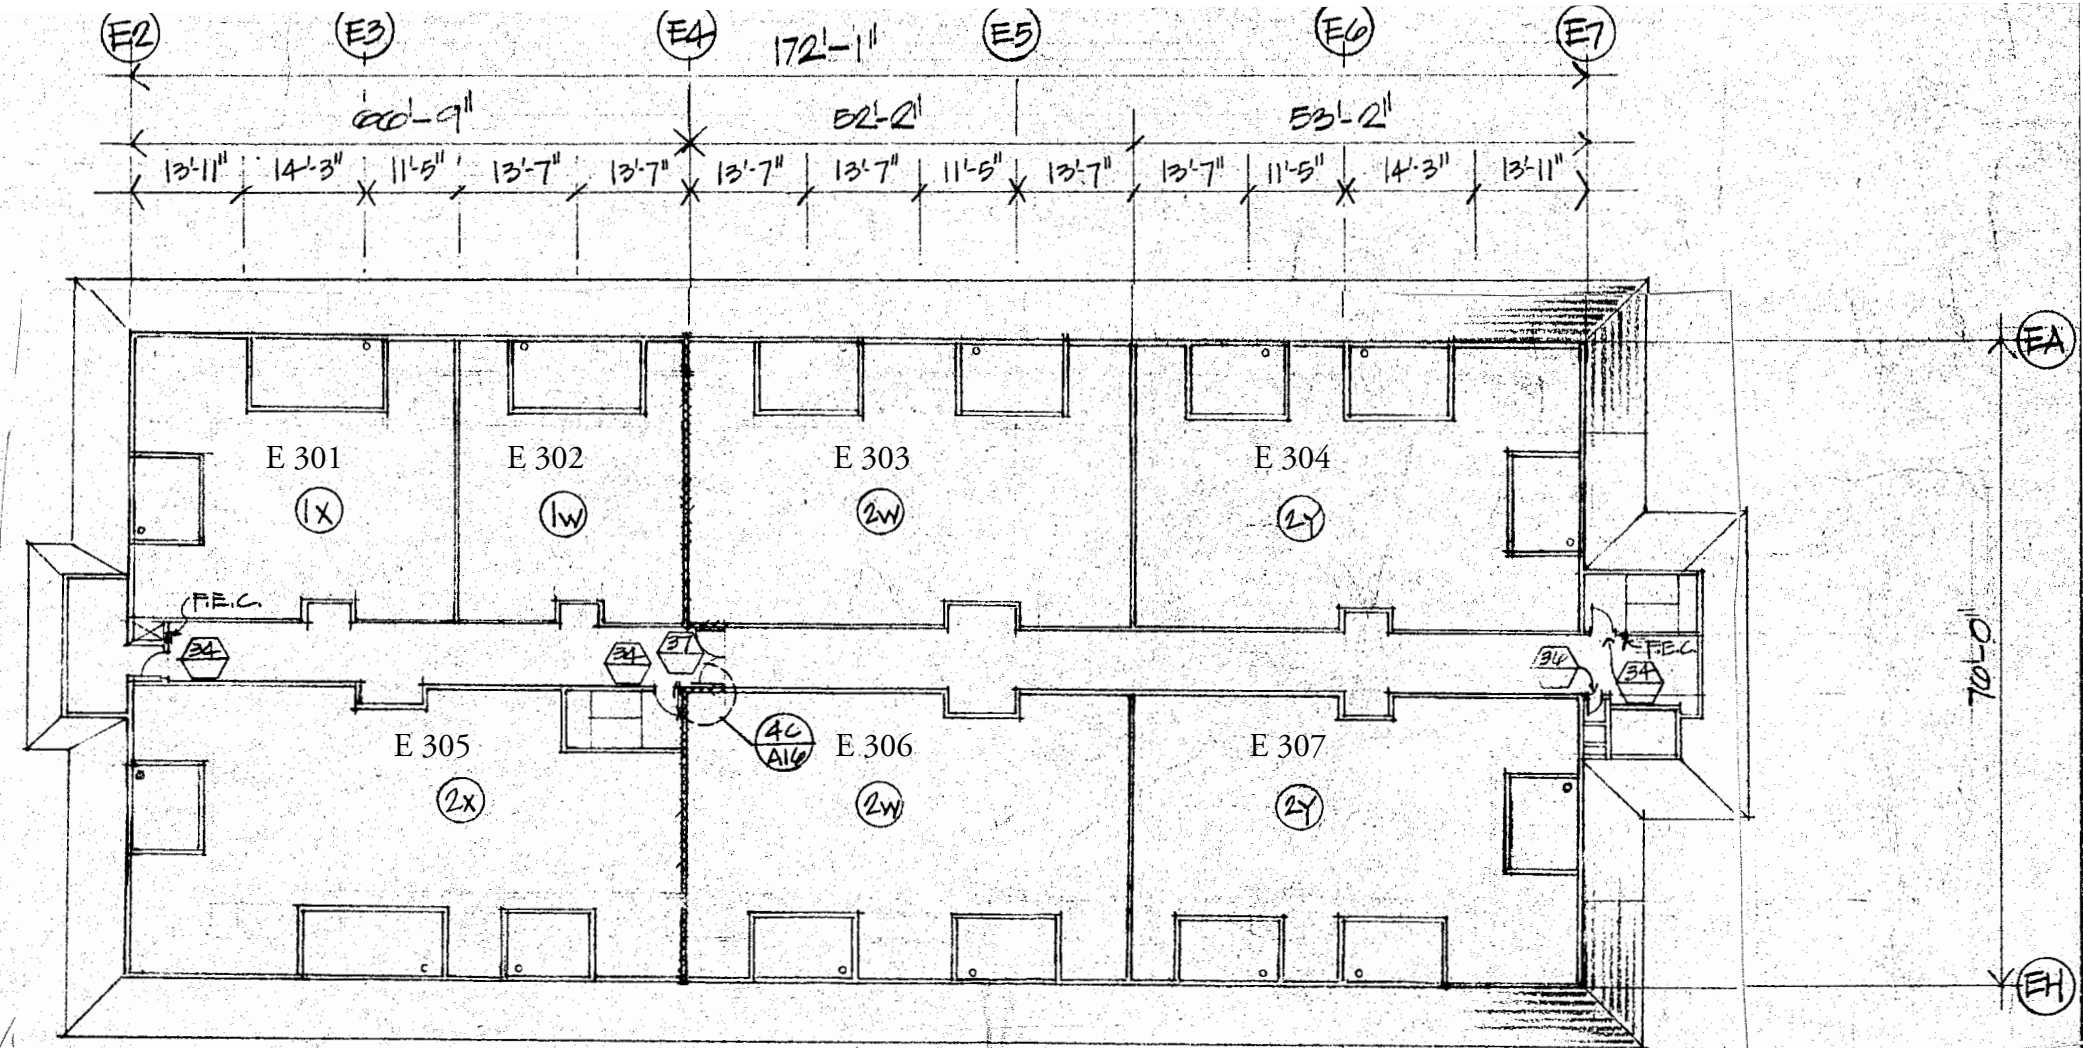 E2 E3 E4 E5 E6 E7
172'-1"
66'-9" 52'-2" 53'-2"
13'-11" 14'-3" 11'-5" 13'-7" 13'-7" 13'-7" 13'-7" 11'-5" 13'-7" 13'-7" 11'-5" 14'-3" 13'-11"
EA
E 301 E 302 E 303 E 304
1X 1W 2W 2Y
F.E.C.
34 34 37 36 34
F.E.C.
76'-0"
E 305 E 306 E 307
4C
A16
2X 2W 2Y
EH